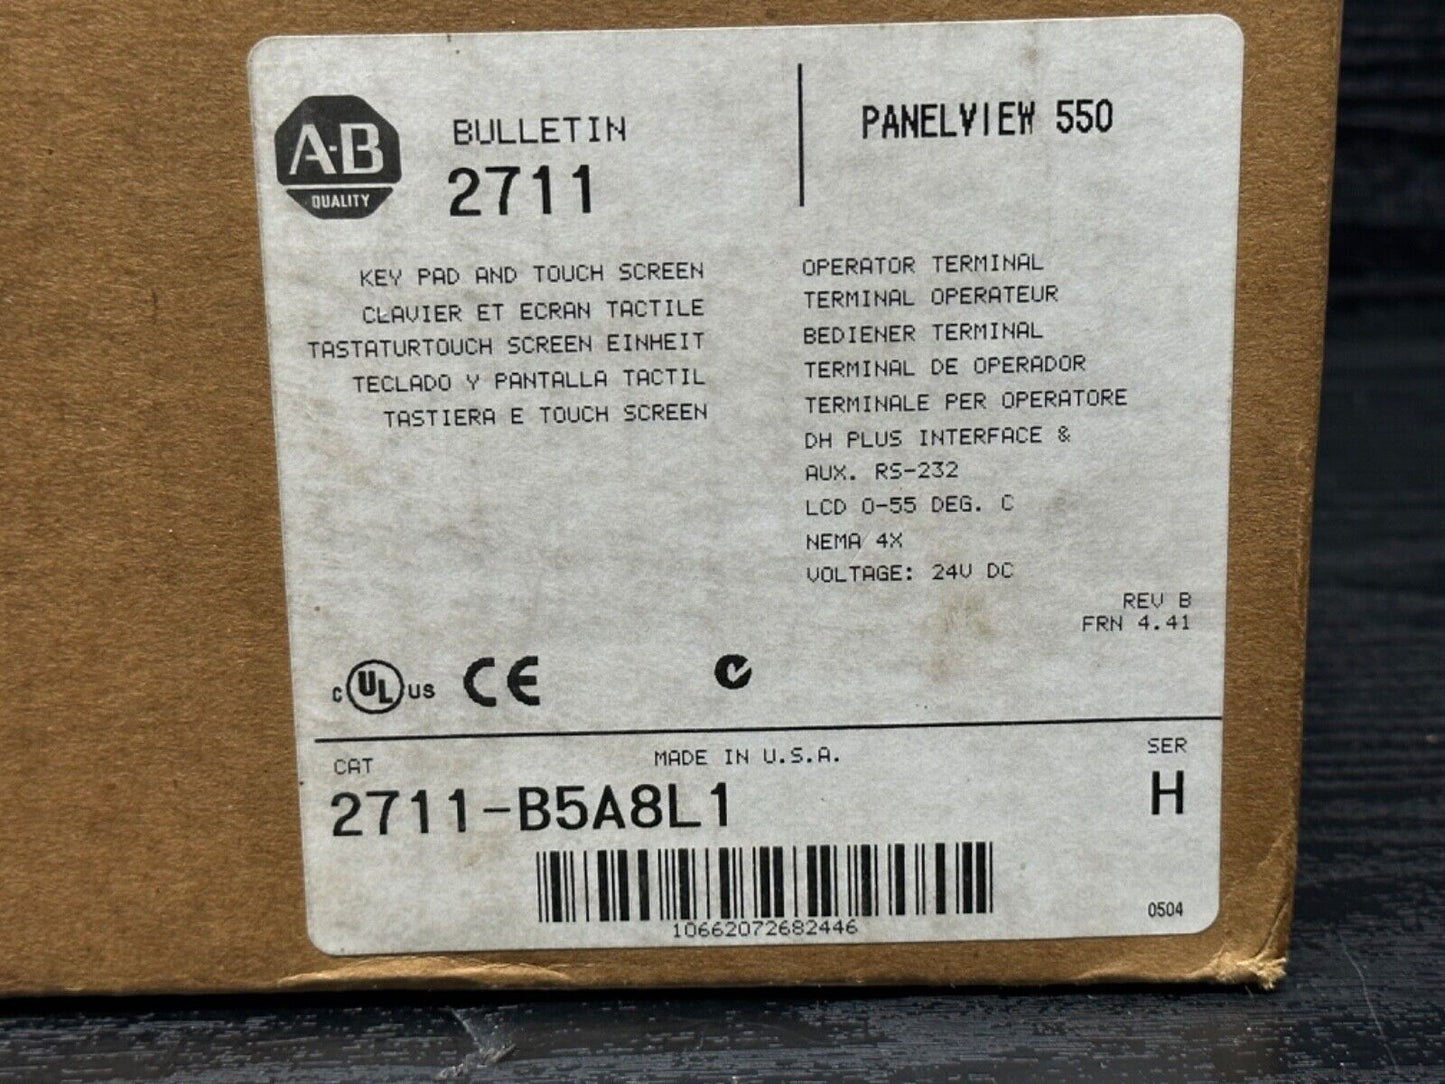 A-B
QUALITY
BULLETIN
2711
PANELVIEW 550
KEY PAD AND TOUCH SCREEN
CLAVIER ET ECRAN TACTILE
TASTATURTOUCH SCREEN EINHEIT
TECLADO Y PANTALLA TACTIL
TASTIERA E TOUCH SCREEN
OPERATOR TERMINAL
TERMINAL OPERATEUR
BEDIENER TERMINAL
TERMINAL DE OPERADOR
TERMINALE PER OPERATORE
DH PLUS INTERFACE &
AUX. RS-232
LCD 0-55 DEG. C
NEMA 4X
VOLTAGE: 24V DC
REV B
FRN 4.41
C UL US CE
CAT
MADE IN U.S.A.
SER
2711-B5A8L1
H
10662072682446
0504